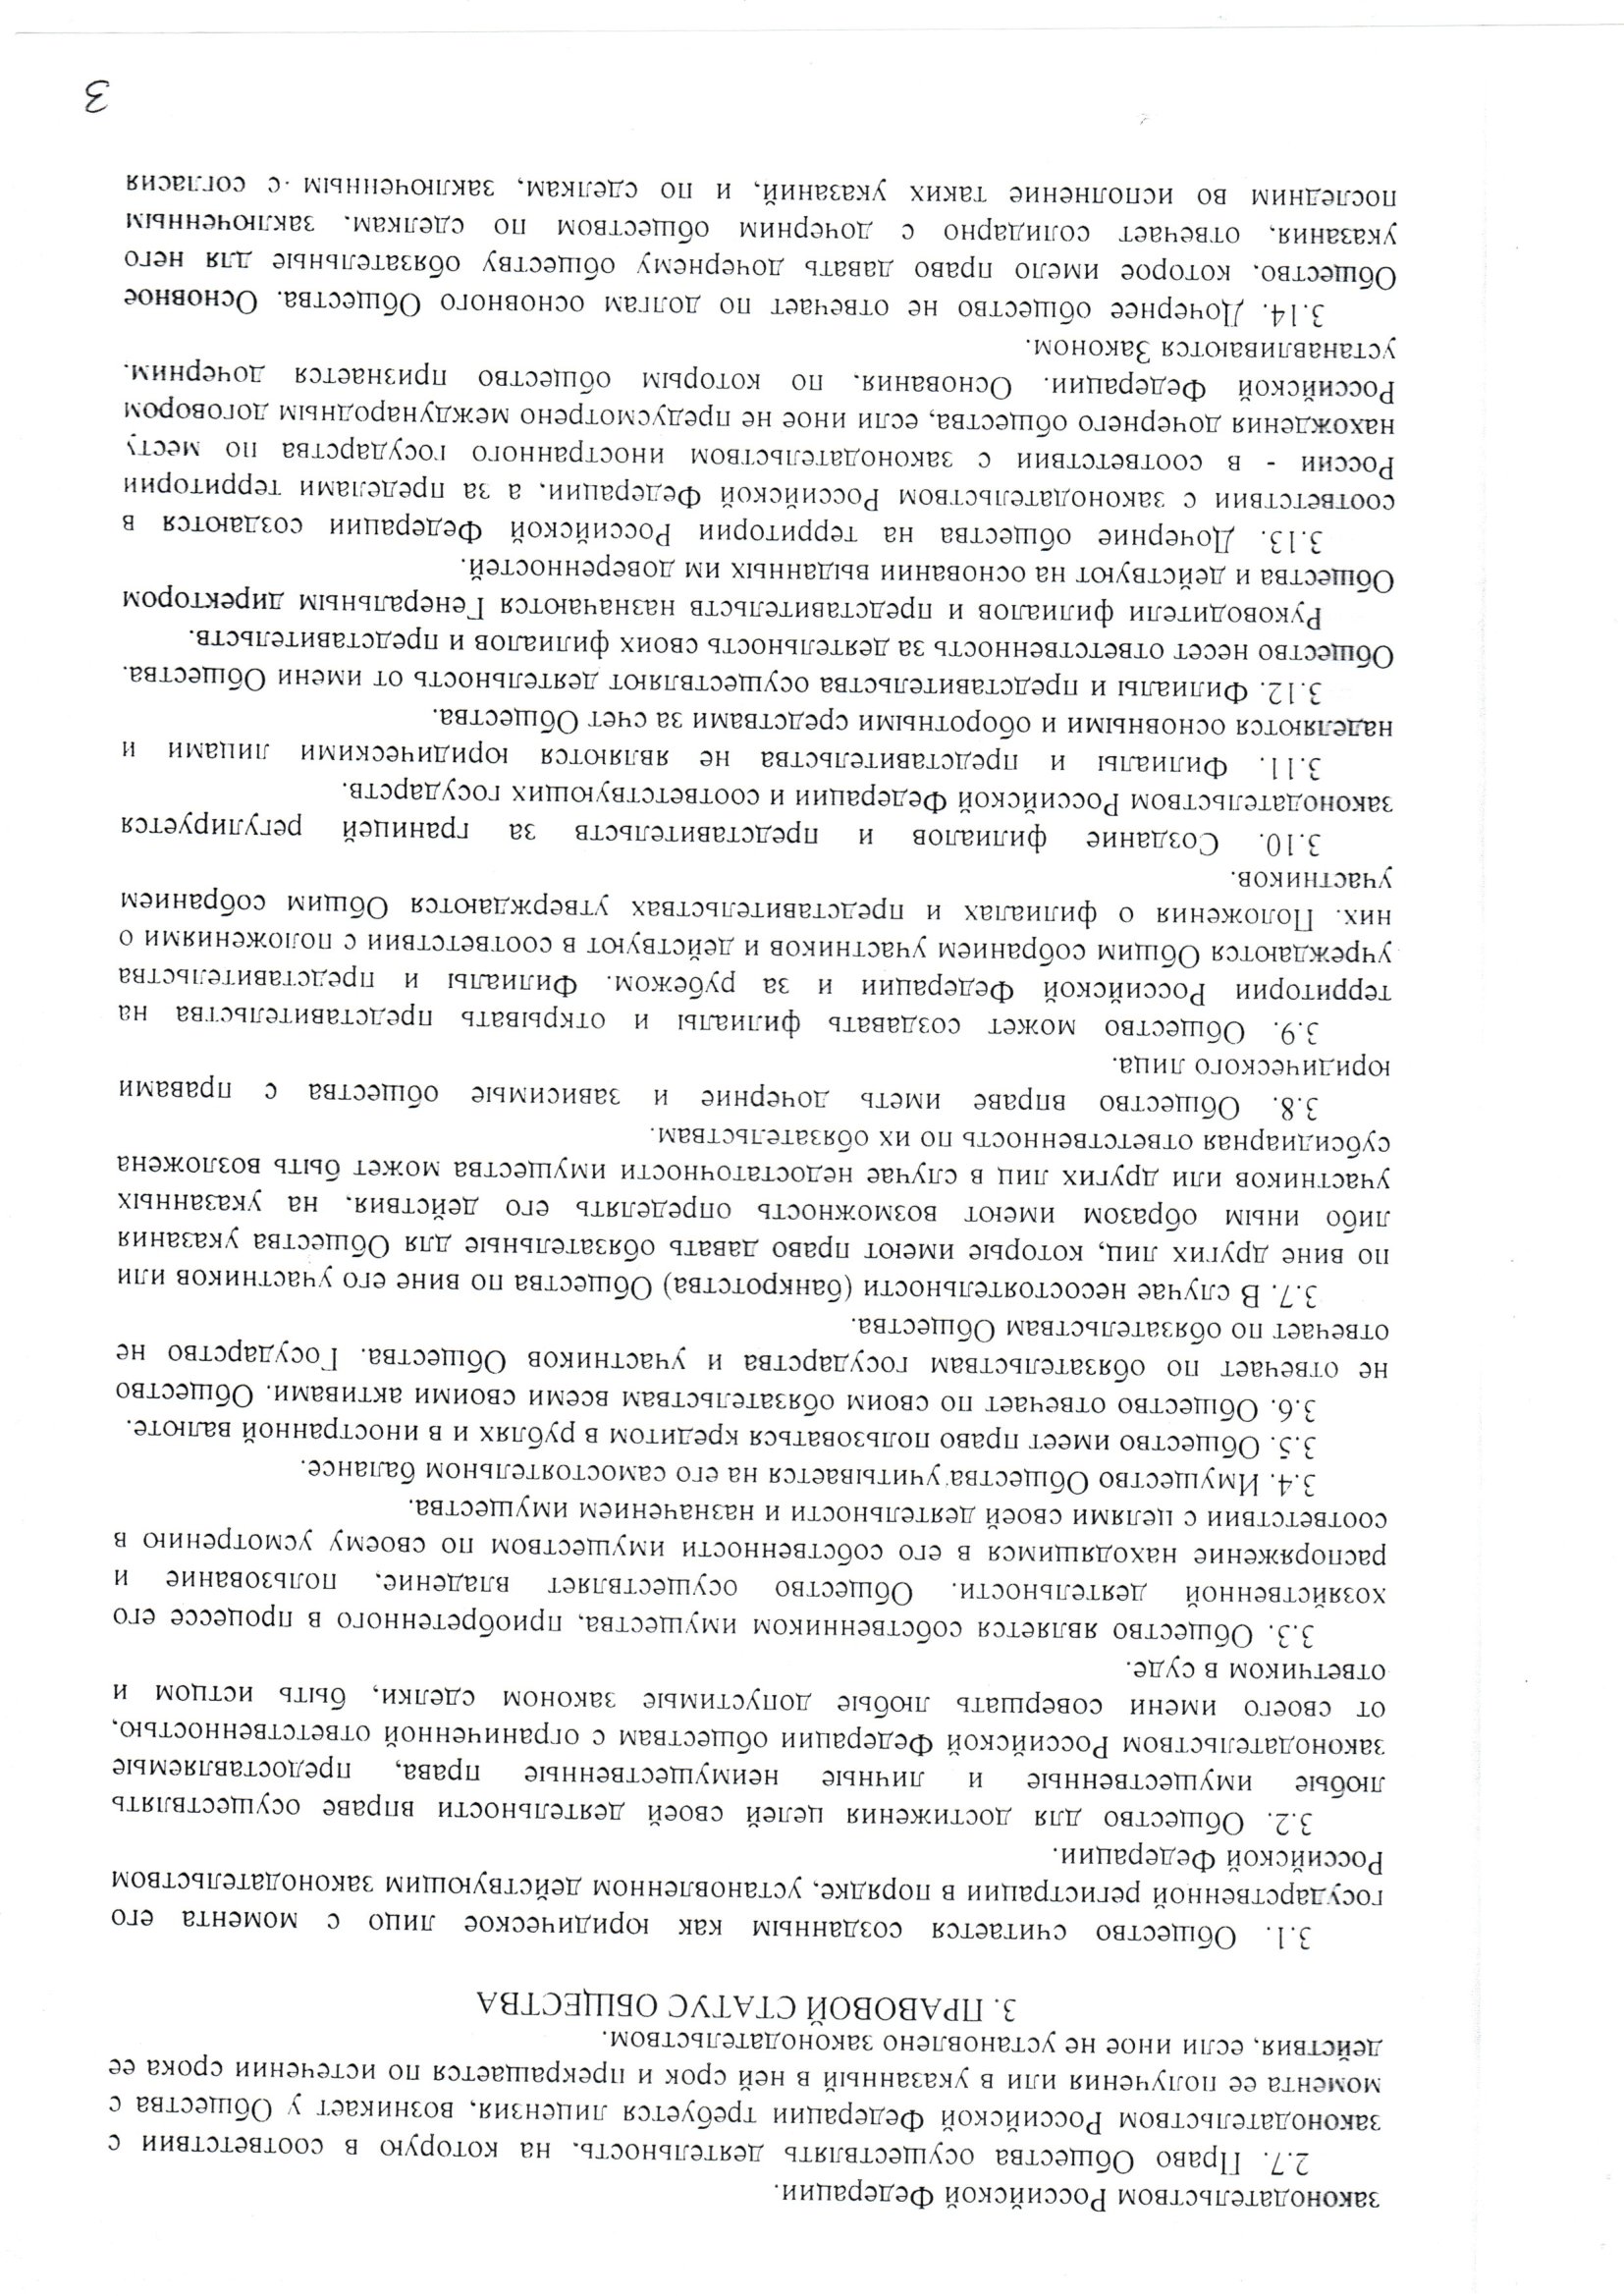 законодательством Российской Федерации.
2.7. Право Общества осуществлять деятельность, на которую в соответствии с
законодательством Российской Федерации требуется лицензия, возникает у Общества с
момента ее получения или в указанный в ней срок и прекращается по истечении срока ее
действия, если иное не установлено законодательством.
3. ПРАВОВОЙ СТАТУС ОБЩЕСТВА
3.1. Общество считается созданным как юридическое лицо с момента его
государственной регистрации в порядке, установленном действующим законодательством
Российской Федерации.
3.2. Общество для достижения целей своей деятельности вправе осуществлять
любые имущественные и личные неимущественные права, предоставляемые
законодательством Российской Федерации обществам с ограниченной ответственностью,
от своего имени совершать любые допустимые законом сделки, быть истцом и
ответчиком в суде.
3.3. Общество является собственником имущества, приобретенного в процессе его
хозяйственной деятельности. Общество осуществляет владение, пользование и
распоряжение находящимся в его собственности имуществом по своему усмотрению в
соответствии с целями своей деятельности и назначением имущества.
3.4. Имущество Общества учитывается на его самостоятельном балансе.
3.5. Общество имеет право пользоваться кредитом в рублях и в иностранной валюте.
3.6. Общество отвечает по своим обязательствам всеми своими активами. Общество
не отвечает по обязательствам государства и участников Общества. Государство не
отвечает по обязательствам Общества.
3.7. В случае несостоятельности (банкротства) Общества по вине его участников или
по вине других лиц, которые имеют право давать обязательные для Общества указания
либо иным образом имеют возможность определять его действия, на указанных
участников или других лиц в случае недостаточности имущества может быть возложена
субсидиарная ответственность по их обязательствам.
3.8. Общество вправе иметь дочерние и зависимые общества с правами
юридического лица.
3.9. Общество может создавать филиалы и открывать представительства на
территории Российской Федерации и за рубежом. Филиалы и представительства
учреждаются Общим собранием участников и действуют в соответствии с положениями о
них. Положения о филиалах и представительствах утверждаются Общим собранием
участников.
3.10. Создание филиалов и представительств за границей регулируется
законодательством Российской Федерации и соответствующих государств.
3.11. Филиалы и представительства не являются юридическими лицами и
наделяются основными и оборотными средствами за счет Общества.
3.12. Филиалы и представительства осуществляют деятельность от имени Общества.
Общество несет ответственность за деятельность своих филиалов и представительств.
Руководители филиалов и представительств назначаются Генеральным директором
Общества и действуют на основании выданных им доверенностей.
3.13. Дочерние общества на территории Российской Федерации создаются в
соответствии с законодательством Российской Федерации, а за пределами территории
России - в соответствии с законодательством иностранного государства по месту
нахождения дочернего общества, если иное не предусмотрено международным договором
Российской Федерации. Основания, по которым общество признается дочерним,
устанавливаются Законом.
3.14. Дочернее общество не отвечает по долгам основного Общества. Основное
Общество, которое имело право давать дочернему обществу обязательные для него
указания, отвечает солидарно с дочерним обществом по сделкам, заключенным
последним во исполнение таких указаний, и по сделкам, заключенным с согласия
3